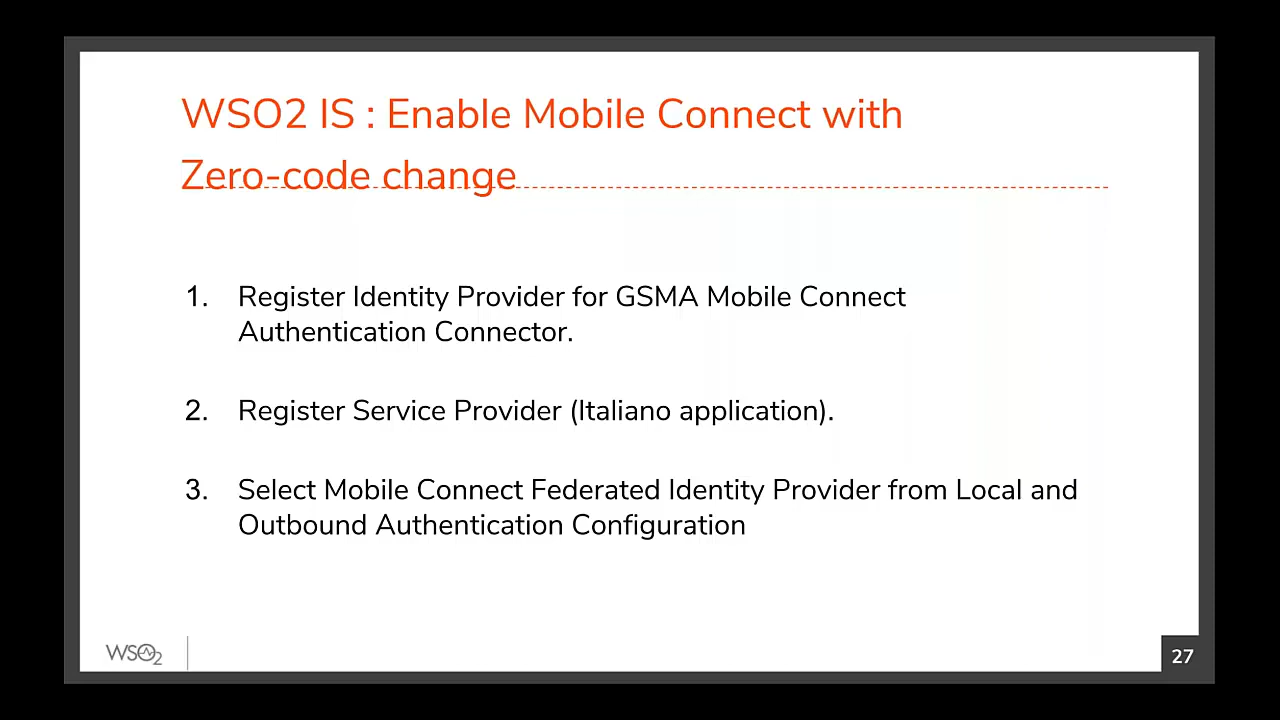 WSO2 IS : Enable Mobile Connect with
Zero-code change
1. Register Identity Provider for GSMA Mobile Connect
Authentication Connector.
2. Register Service Provider (Italiano application).
3. Select Mobile Connect Federated Identity Provider from Local and
Outbound Authentication Configuration
WSO2
27